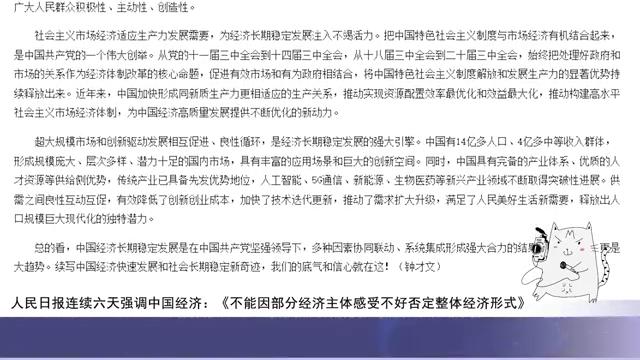 广大人民群众积极性、主动性、创造性。
社会主义市场经济适应生产力发展需要，为经济长期稳定发展注入不竭活力。把中国特色社会主义制度与市场经济有机结合起来，
是中国共产党的一个伟大创举。从党的十一届三中全会到十四届三中全会，从十八届三中全会到二十届三中全会，始终把处理好政府和
市场的关系作为经济体制改革的核心命题，促进有效市场和有为政府相结合，将中国特色社会主义制度解放和发展生产力的显著优势持
续释放出来。近年来，中国加快形成同新质生产力更相适应的生产关系，推动实现资源配置效率最优化和效益最大化，推动构建高水平
社会主义市场经济体制，为中国经济高质量发展提供不断优化的新动力。
超大规模市场和创新驱动发展相互促进、良性循环，是经济长期稳定发展的强大引擎。中国有14亿多人口、4亿多中等收入群体，
形成规模庞大、层次多样、潜力十足的国内市场，具有丰富的应用场景和巨大的创新空间。同时，中国具有完备的产业体系、优质的人
才资源等供给侧优势，传统产业已具备先发优势地位，人工智能、5G通信、新能源、生物医药等新兴产业领域不断取得突破性进展。供
需之间良性互动互促，有效降低了创新创业成本，加快了技术迭代更新，推动了需求扩大升级，满足了人民美好生活新需要，释放出人
口规模巨大现代化的独特潜力。
总的看，中国经济长期稳定发展是在中国共产党坚强领导下，多种因素协同联动、系统集成形成强大合力的结果 是
大趋势。续写中国经济快速发展和社会长期稳定新奇迹，我们的底气和信心就在这！（钟才文）
人民日报连续六天强调中国经济：《不能因部分经济主体感受不好否定整体经济形式》